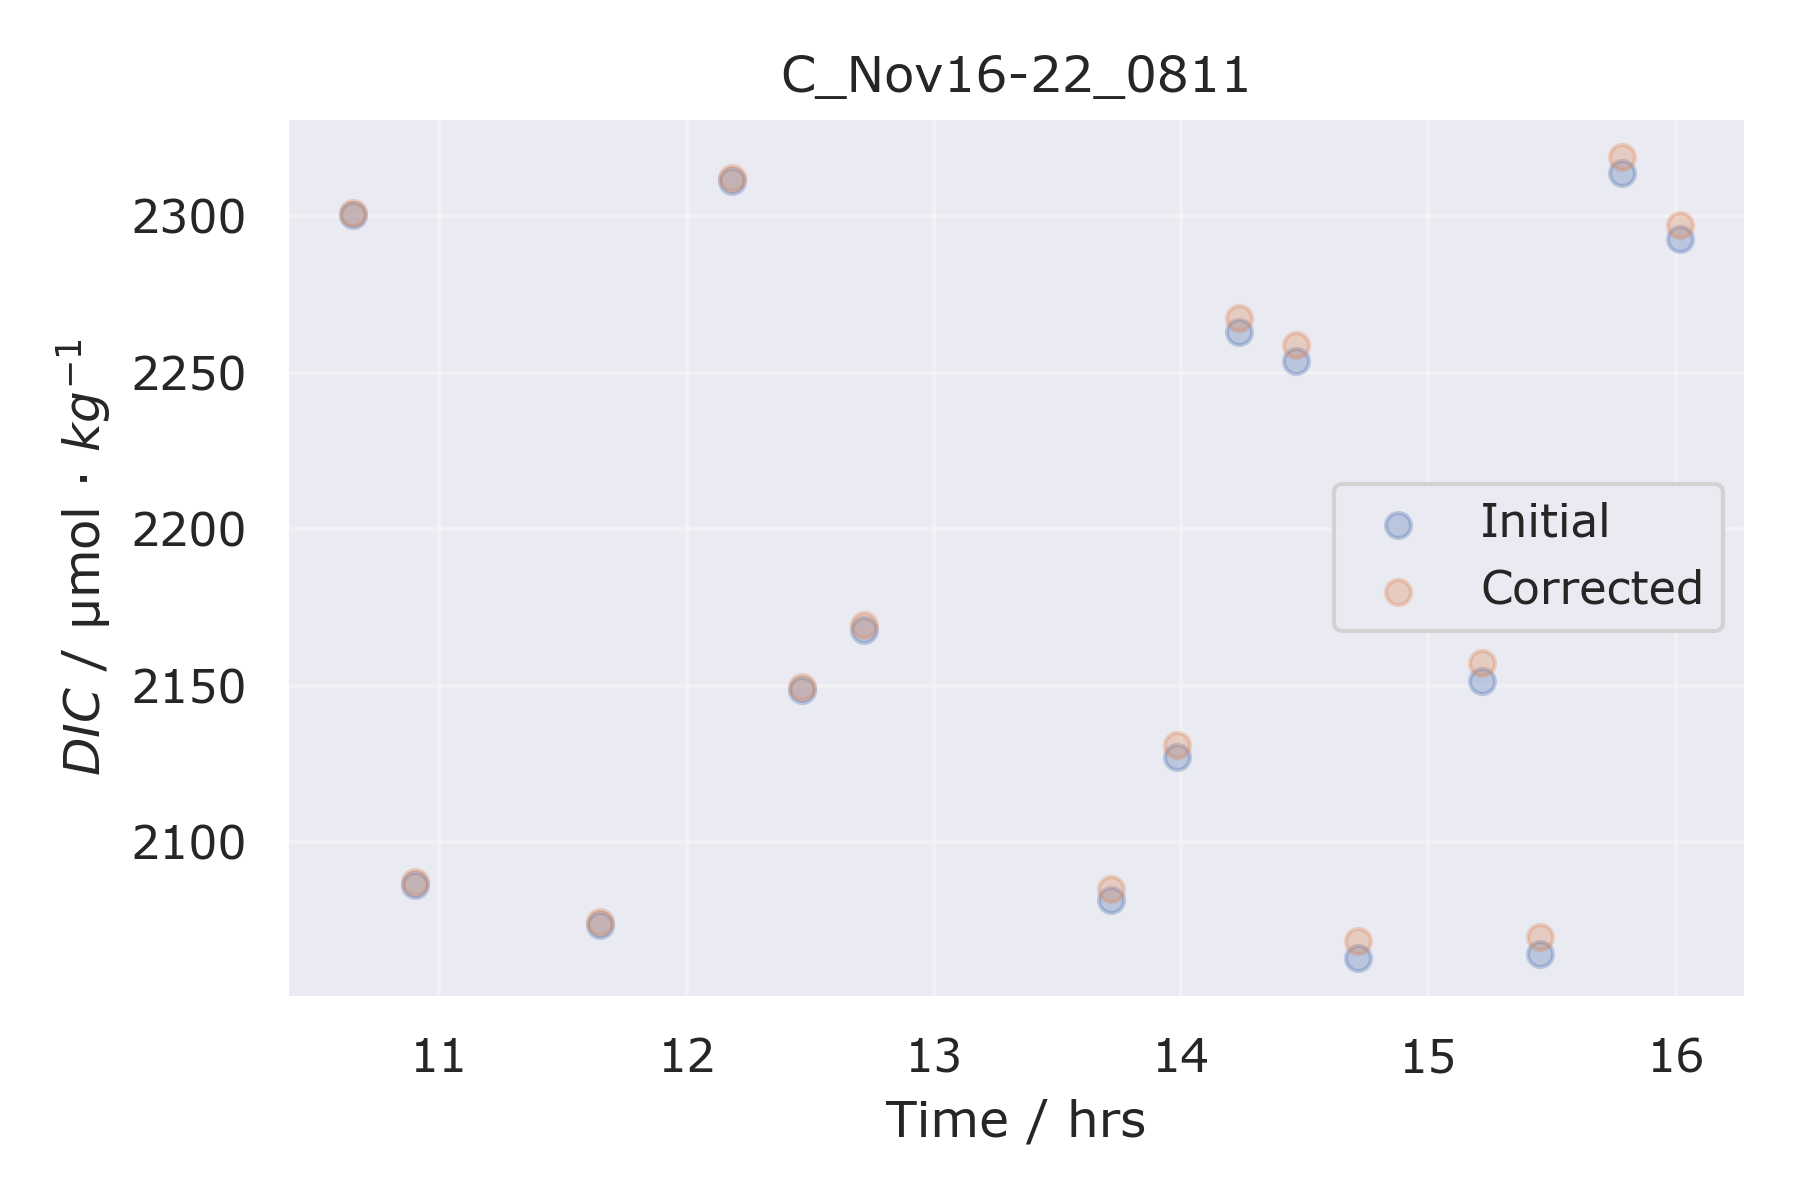 C_Nov16-22_0811
2300
2250
2200
2150
2100
DIC / µmol · kg⁻¹
Initial
Corrected
11 12 13 14 15 16
Time / hrs